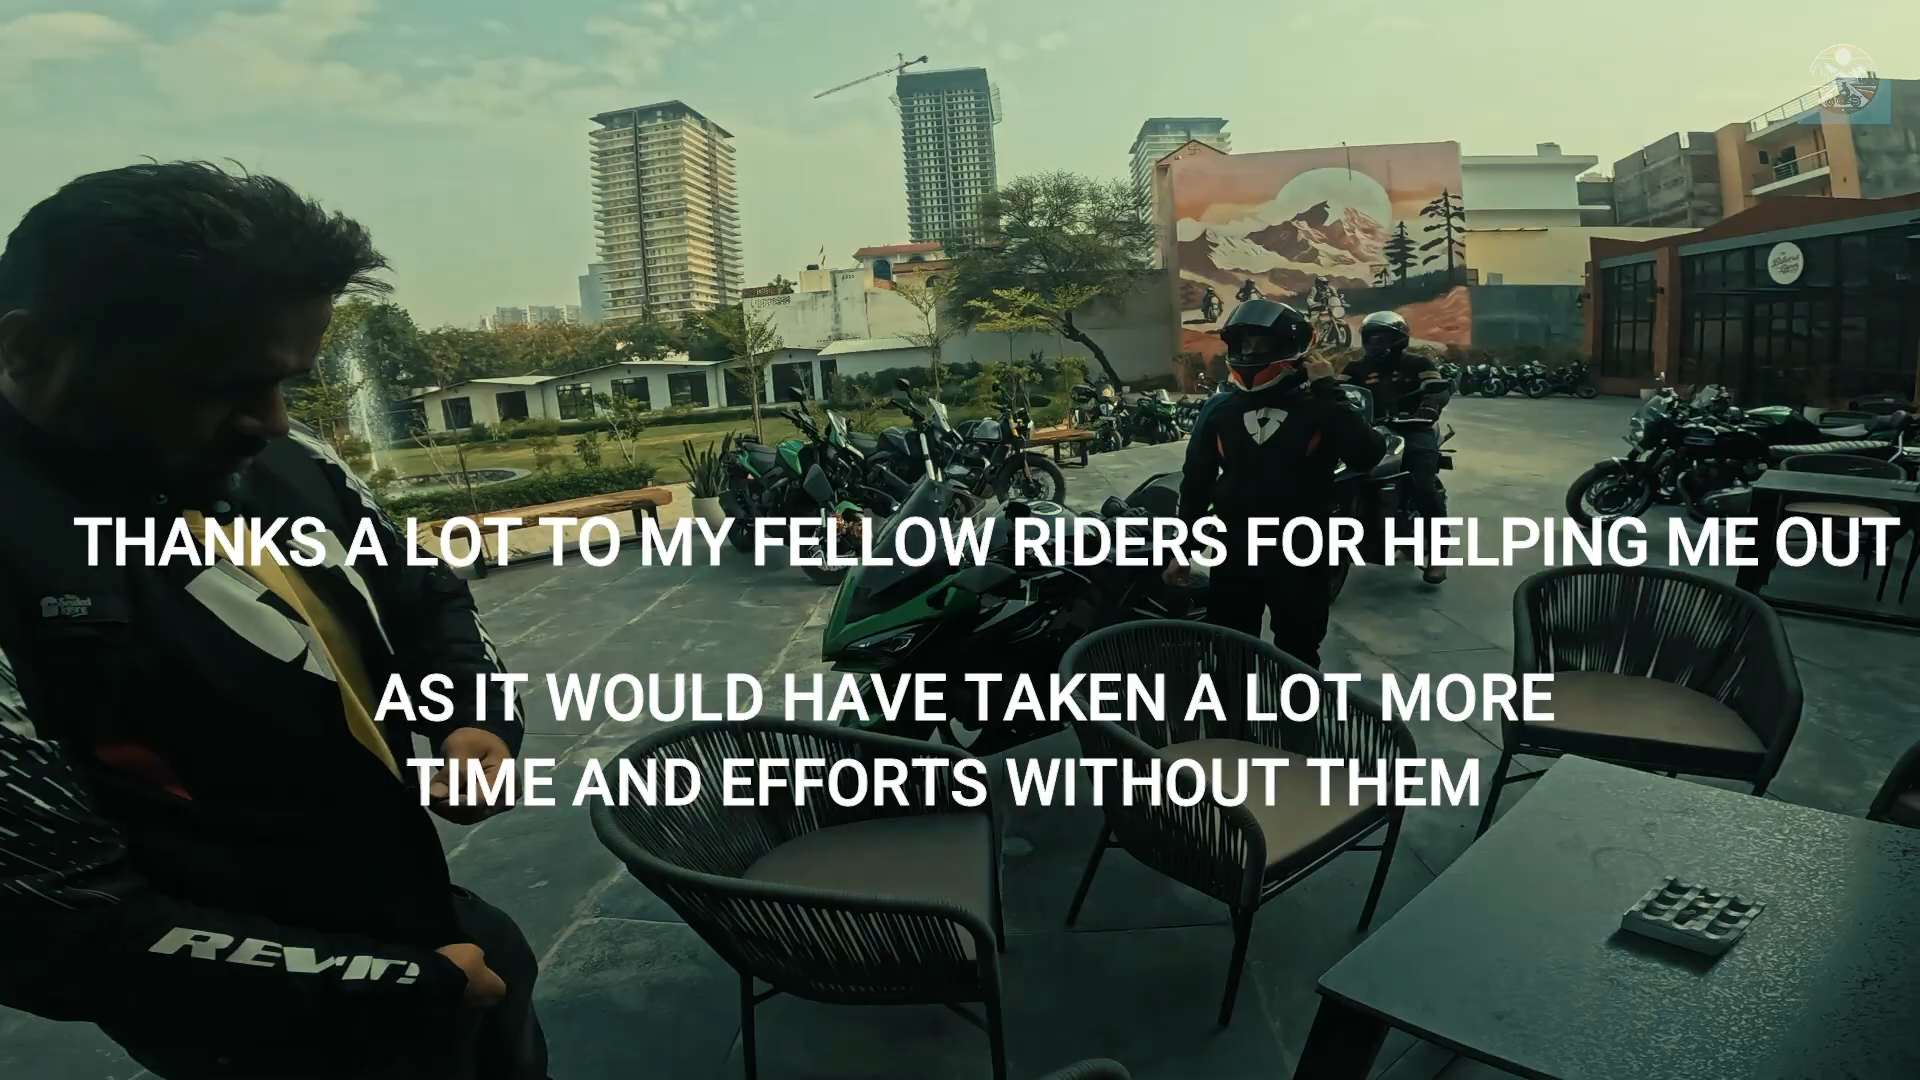 THANKS A LOT TO MY FELLOW RIDERS FOR HELPING ME OUT
AS IT WOULD HAVE TAKEN A LOT MORE
TIME AND EFFORTS WITHOUT THEM
REV'IT!